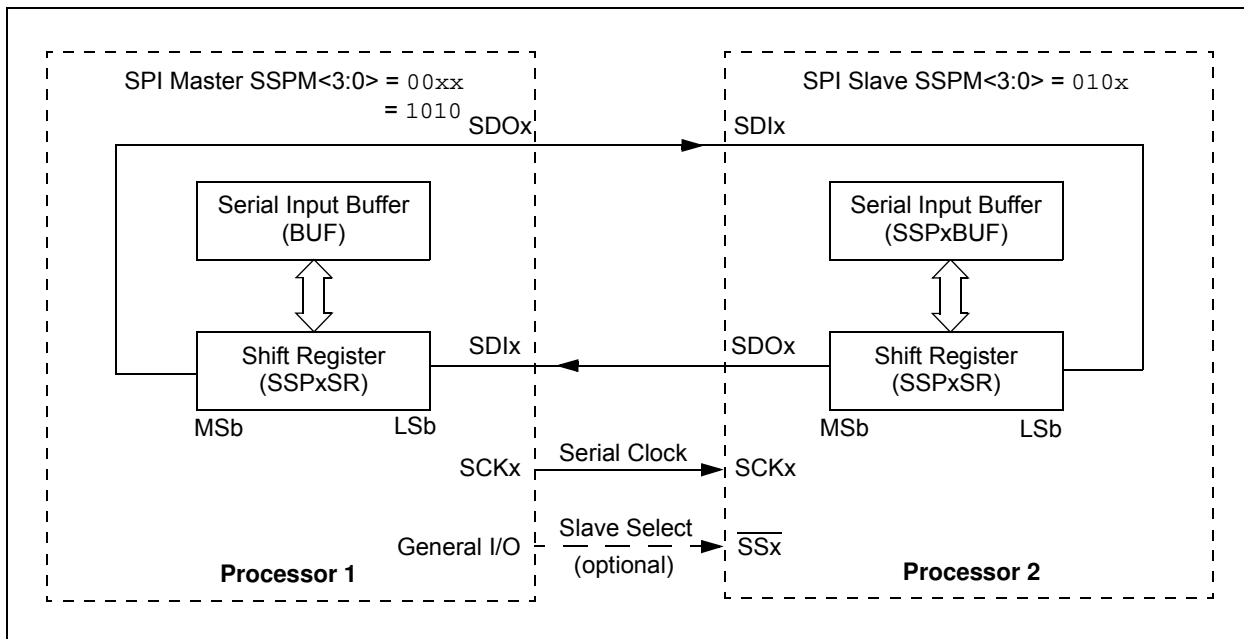 SPI Master SSPM<3:0> = 00xx
= 1010
SPI Slave SSPM<3:0> = 010x
SDOx
SDIx
Serial Input Buffer
(BUF)
Serial Input Buffer
(SSPxBUF)
SDIx
SDOx
Shift Register
(SSPxSR)
Shift Register
(SSPxSR)
MSb
LSb
MSb
LSb
SCKx
Serial Clock
SCKx
General I/O
Slave Select
(optional)
S̅S̅x̅
Processor 1
Processor 2